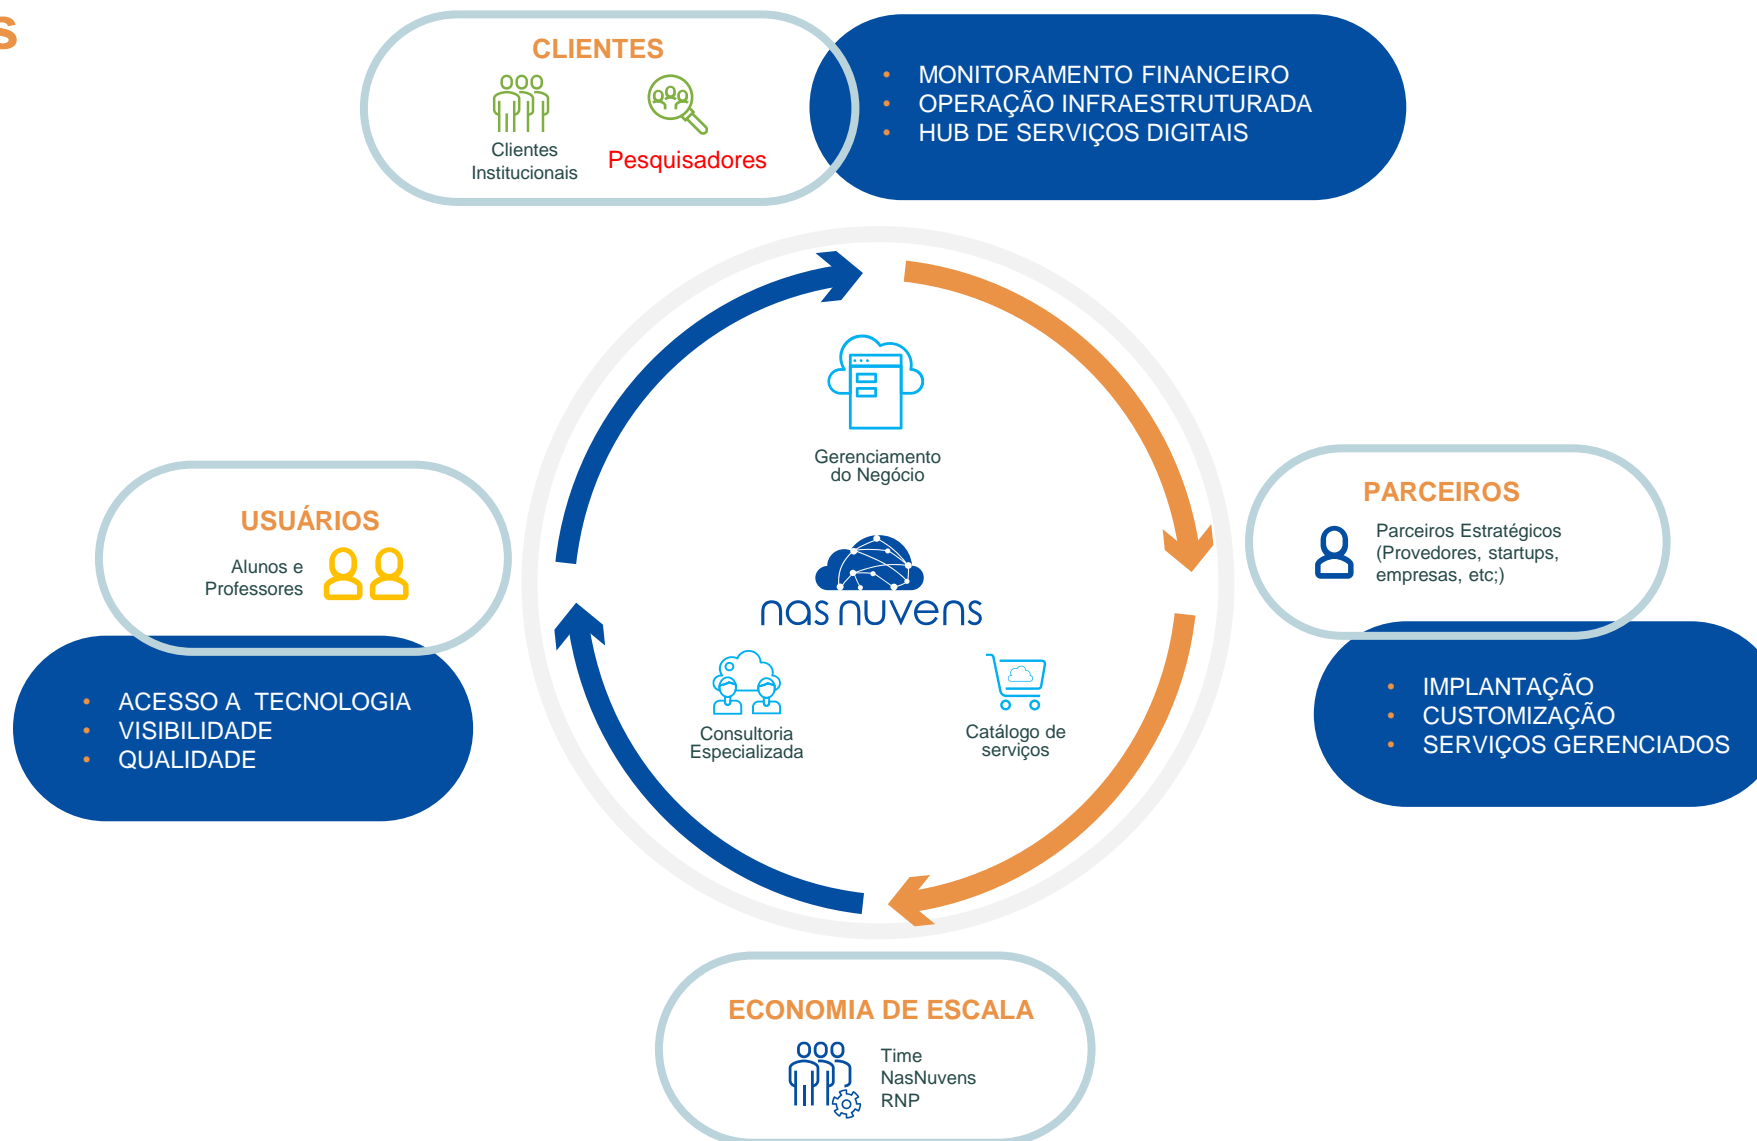 s
CLIENTES
Clientes
Institucionais
Pesquisadores
• MONITORAMENTO FINANCEIRO
• OPERAÇÃO INFRAESTRUTURADA
• HUB DE SERVIÇOS DIGITAIS
Gerenciamento
do Negócio
USUÁRIOS
Alunos e
Professores
• ACESSO A  TECNOLOGIA
• VISIBILIDADE
• QUALIDADE
nas nuvens
Consultoria
Especializada
Catálogo de
serviços
PARCEIROS
Parceiros Estratégicos
(Provedores, startups,
empresas, etc;)
• IMPLANTAÇÃO
• CUSTOMIZAÇÃO
• SERVIÇOS GERENCIADOS
ECONOMIA DE ESCALA
Time
NasNuvens
RNP